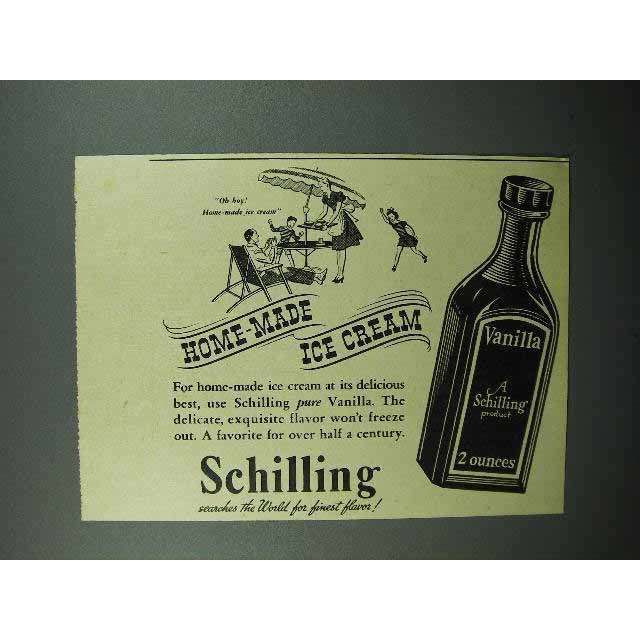 "Oh boy!
Home-made ice cream"
HOME-MADE
ICE CREAM
For home-made ice cream at its delicious
best, use Schilling pure Vanilla. The
delicate, exquisite flavor won't freeze
out. A favorite for over half a century.
Schilling
searches the World for finest flavor!
Vanilla
A
Schilling
product
2 ounces